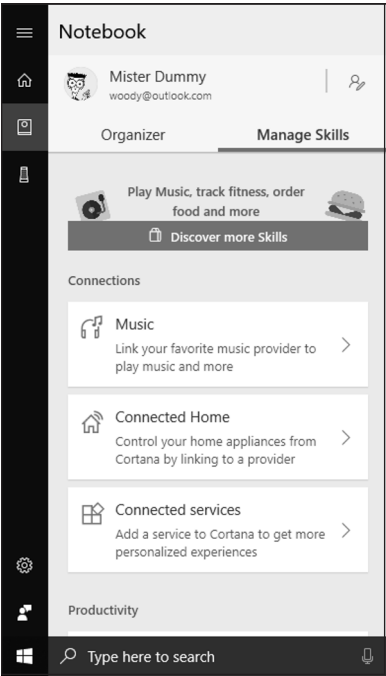 Notebook
Mister Dummy
woody@outlook.com
Organizer
Manage Skills
Play Music, track fitness, order
food and more
Discover more Skills
Connections
Music
Link your favorite music provider to
play music and more
Connected Home
Control your home appliances from
Cortana by linking to a provider
Connected services
Add a service to Cortana to get more
personalized experiences
Productivity
Type here to search